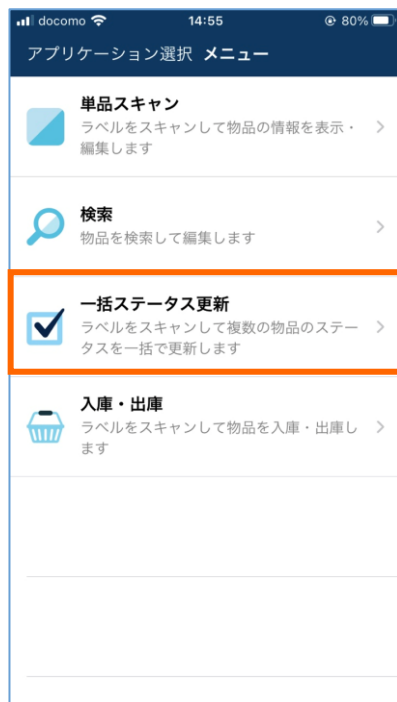 docomo 14:55 80%
アプリケーション選択 メニュー
単品スキャン
ラベルをスキャンして物品の情報を表示・
編集します
検索
物品を検索して編集します
一括ステータス更新
ラベルをスキャンして複数の物品のステー
タスを一括で更新します
入庫・出庫
ラベルをスキャンして物品を入庫・出庫し
ます